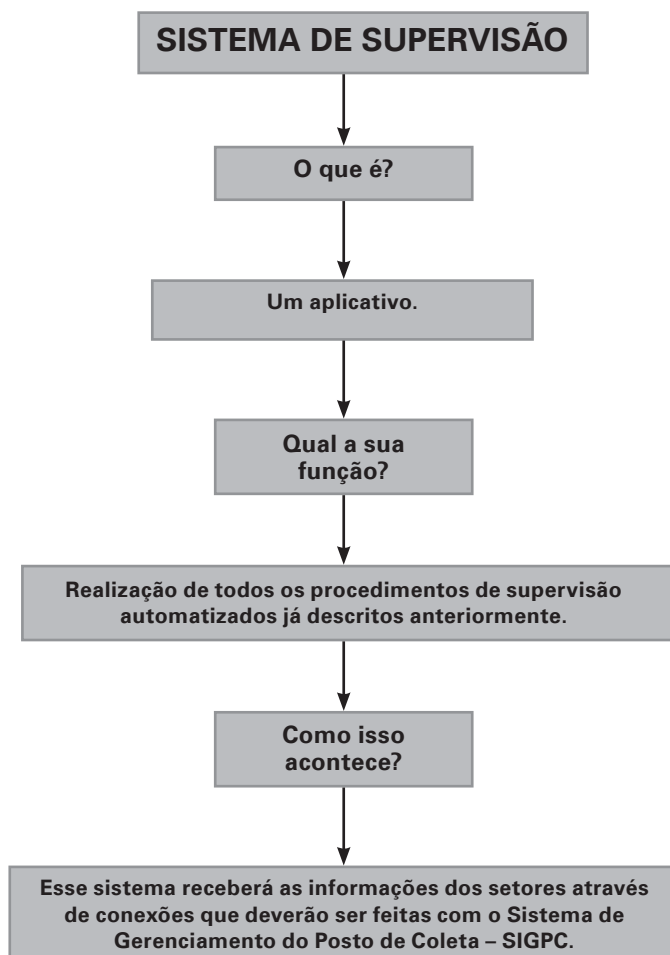 SISTEMA DE SUPERVISÃO
O que é?
Um aplicativo.
Qual a sua
função?
Realização de todos os procedimentos de supervisão
automatizados já descritos anteriormente.
Como isso
acontece?
Esse sistema receberá as informações dos setores através
de conexões que deverão ser feitas com o Sistema de
Gerenciamento do Posto de Coleta – SIGPC.